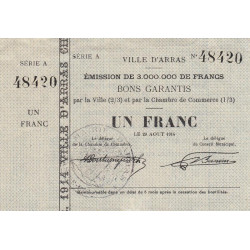 SÉRIE A
48420
UN
FRANC
1914 VILLE D'ARRAS
SÉRIE A
VILLE D'ARRAS
N° 48420
ÉMISSION DE 3.000.000 DE FRANCS
BONS GARANTIS
par la Ville (2/3) et par la Chambre de Commerce (1/3)
UN FRANC
LE 29 AOUT 1914
Le délégué
de la Chambre de Commerce,
Le délégué
du Conseil Municipal,